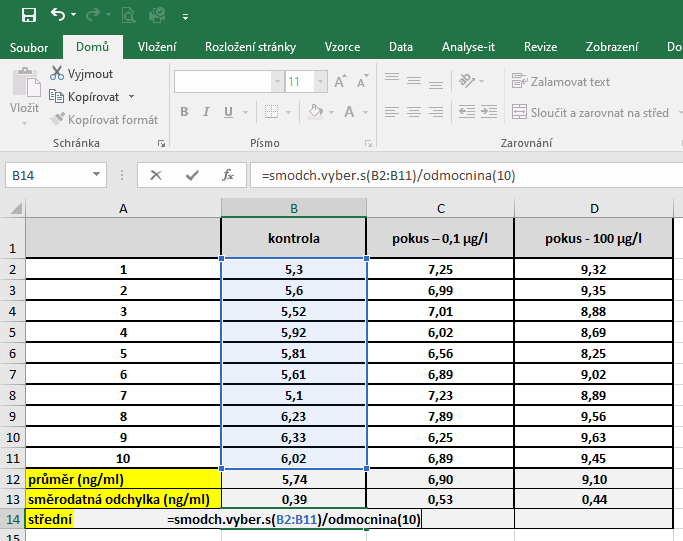 Soubor Domů Vložení Rozložení stránky Vzorce Data Analyse-it Revize Zobrazení Do
Vložit
Vyjmout
Kopírovat
Kopírovat formát
Schránka
11 A A
B I U A
Písmo
Zalamovat text
Sloučit a zarovnat na střed
Zarovnání
B14 fx =smodch.vyber.s(B2:B11)/odmocnina(10)
A B C D
1 kontrola pokus – 0,1 µg/l pokus - 100 µg/l
2 1 5,3 7,25 9,32
3 2 5,6 6,99 9,35
4 3 5,52 7,01 8,88
5 4 5,92 6,02 8,69
6 5 5,81 6,56 8,25
7 6 5,61 6,89 9,02
8 7 5,1 7,23 8,89
9 8 6,23 7,89 9,56
10 9 6,33 6,25 9,63
11 10 6,02 6,89 9,45
12 průměr (ng/ml) 5,74 6,90 9,10
13 směrodatná odchylka (ng/ml) 0,39 0,53 0,44
14 střední =smodch.vyber.s(B2:B11)/odmocnina(10)
15